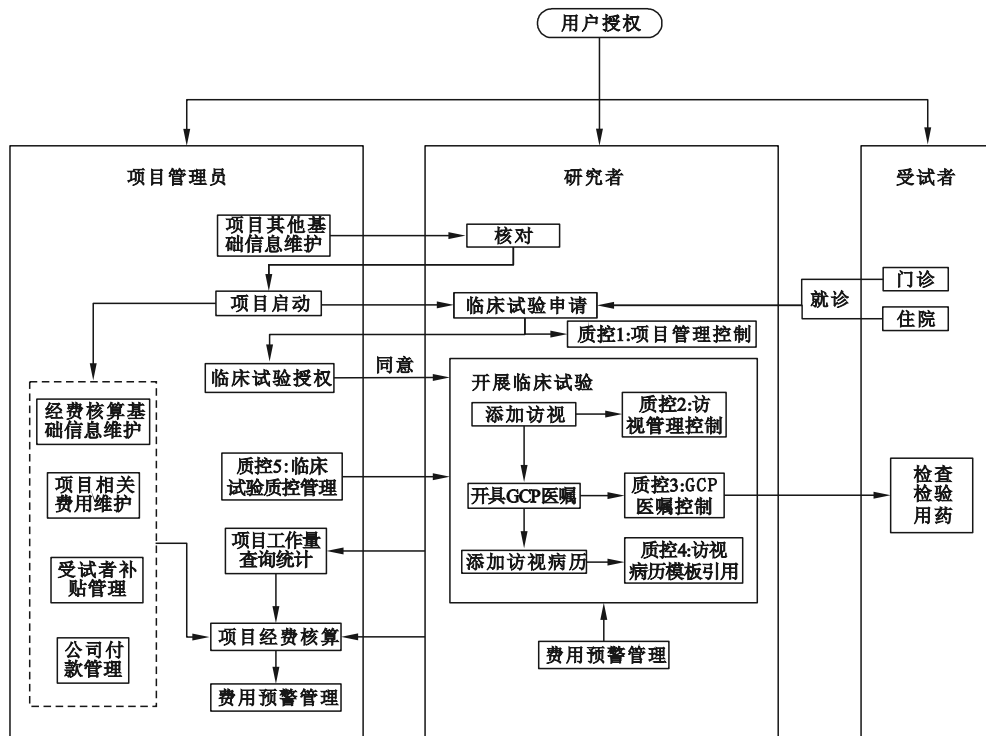 用户授权
项目管理员
研究者
受试者
项目其他基
础信息维护
核对
门诊
就诊
住院
项目启动
临床试验申请
质控1:项目管理控制
临床试验授权
同意
开展临床试验
经费核算基
础信息维护
添加访视
质控2:访
视管理控制
质控5:临床
试验质控管理
项目相关
费用维护
开具GCP医嘱
质控3:GCP
医嘱控制
检查
检验
用药
项目工作量
查询统计
添加访视病历
质控4:访视
病历模板引用
受试者补
贴管理
项目经费核算
费用预警管理
公司付
款管理
费用预警管理